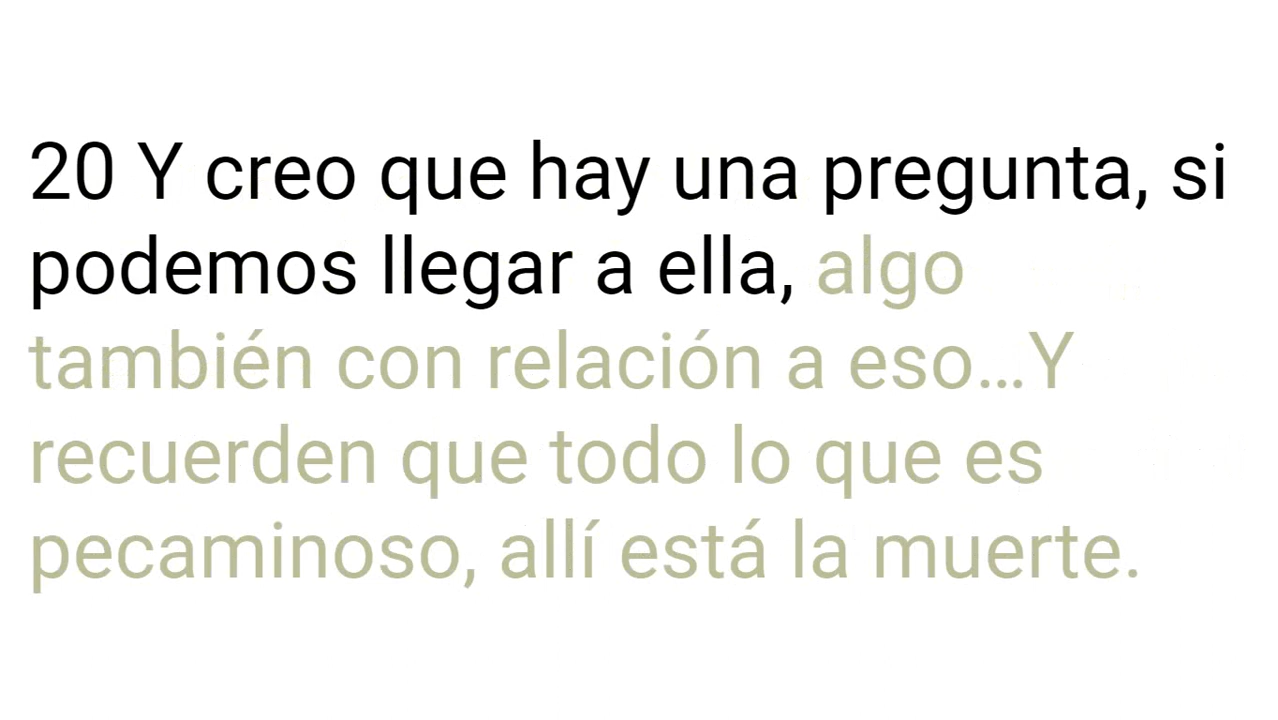 20 Y creo que hay una pregunta, si
podemos llegar a ella, algo
también con relación a eso…Y
recuerden que todo lo que es
pecaminoso, allí está la muerte.